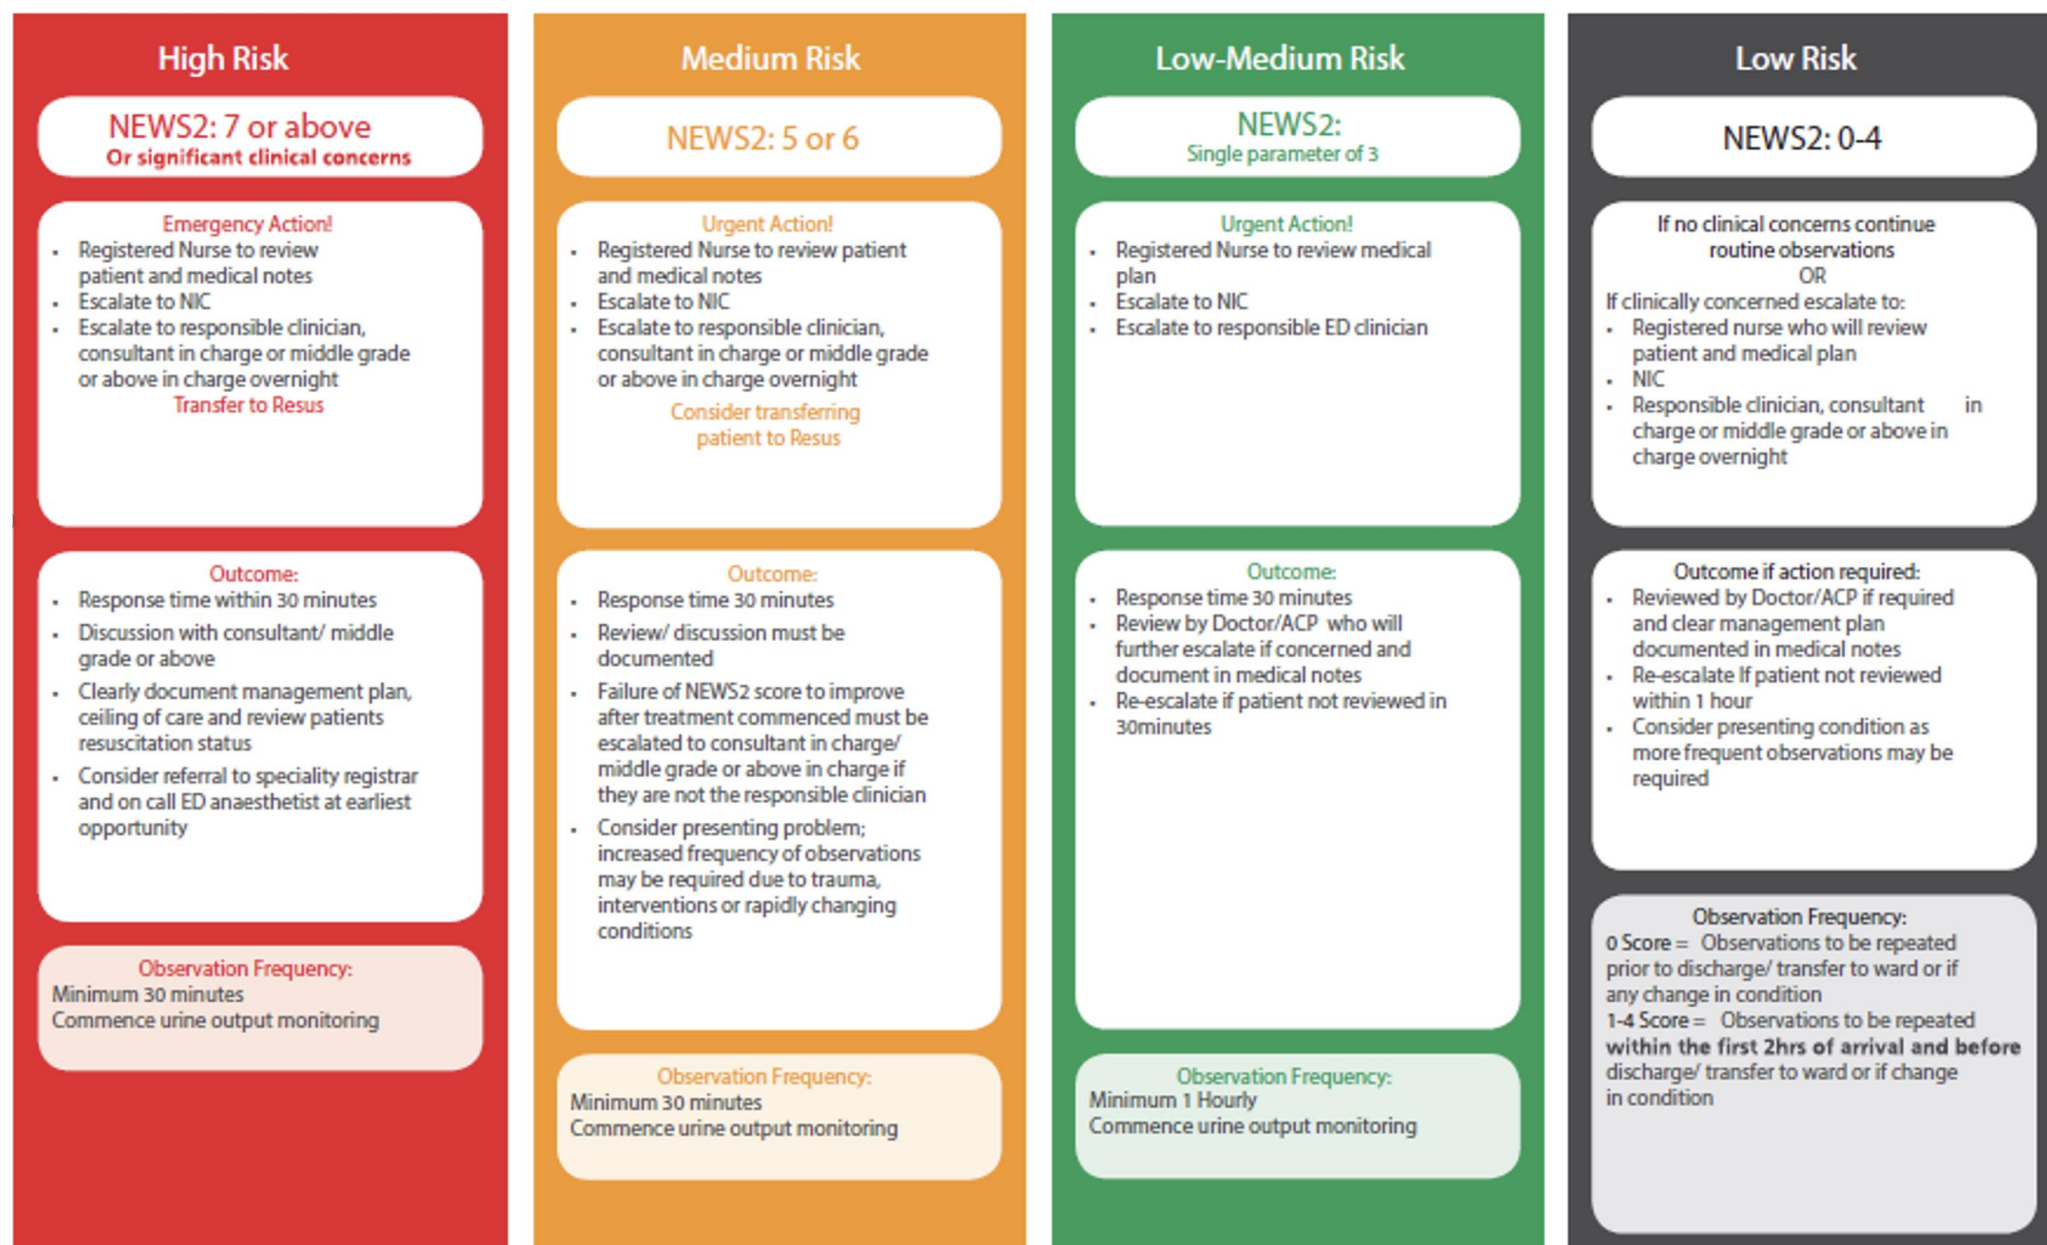 High Risk
NEWS2: 7 or above
Or significant clinical concerns
Emergency Action!
• Registered Nurse to review
patient and medical notes
• Escalate to NIC
• Escalate to responsible clinician,
consultant in charge or middle grade
or above in charge overnight
Transfer to Resus
Outcome:
• Response time within 30 minutes
• Discussion with consultant/ middle
grade or above
• Clearly document management plan,
ceiling of care and review patients
resuscitation status
• Consider referral to speciality registrar
and on call ED anaesthetist at earliest
opportunity
Observation Frequency:
Minimum 30 minutes
Commence urine output monitoring
Medium Risk
NEWS2: 5 or 6
Urgent Action!
• Registered Nurse to review patient
and medical notes
• Escalate to NIC
• Escalate to responsible clinician,
consultant in charge or middle grade
or above in charge overnight
Consider transferring
patient to Resus
Outcome:
• Response time 30 minutes
• Review/ discussion must be
documented
• Failure of NEWS2 score to improve
after treatment commenced must be
escalated to consultant in charge/
middle grade or above in charge if
they are not the responsible clinician
• Consider presenting problem;
increased frequency of observations
may be required due to trauma,
interventions or rapidly changing
conditions
Observation Frequency:
Minimum 30 minutes
Commence urine output monitoring
Low-Medium Risk
NEWS2:
Single parameter of 3
Urgent Action!
• Registered Nurse to review medical
plan
• Escalate to NIC
• Escalate to responsible ED clinician
Outcome:
• Response time 30 minutes
• Review by Doctor/ACP who will
further escalate if concerned and
document in medical notes
• Re-escalate if patient not reviewed in
30minutes
Observation Frequency:
Minimum 1 Hourly
Commence urine output monitoring
Low Risk
NEWS2: 0-4
If no clinical concerns continue
routine observations
OR
If clinically concerned escalate to:
• Registered nurse who will review
patient and medical plan
• NIC
• Responsible clinician, consultant in
charge or middle grade or above in
charge overnight
Outcome if action required:
• Reviewed by Doctor/ACP if required
and clear management plan
documented in medical notes
• Re-escalate If patient not reviewed
within 1 hour
• Consider presenting condition as
more frequent observations may be
required
Observation Frequency:
0 Score = Observations to be repeated
prior to discharge/ transfer to ward or if
any change in condition
1-4 Score = Observations to be repeated
within the first 2hrs of arrival and before
discharge/ transfer to ward or if change
in condition